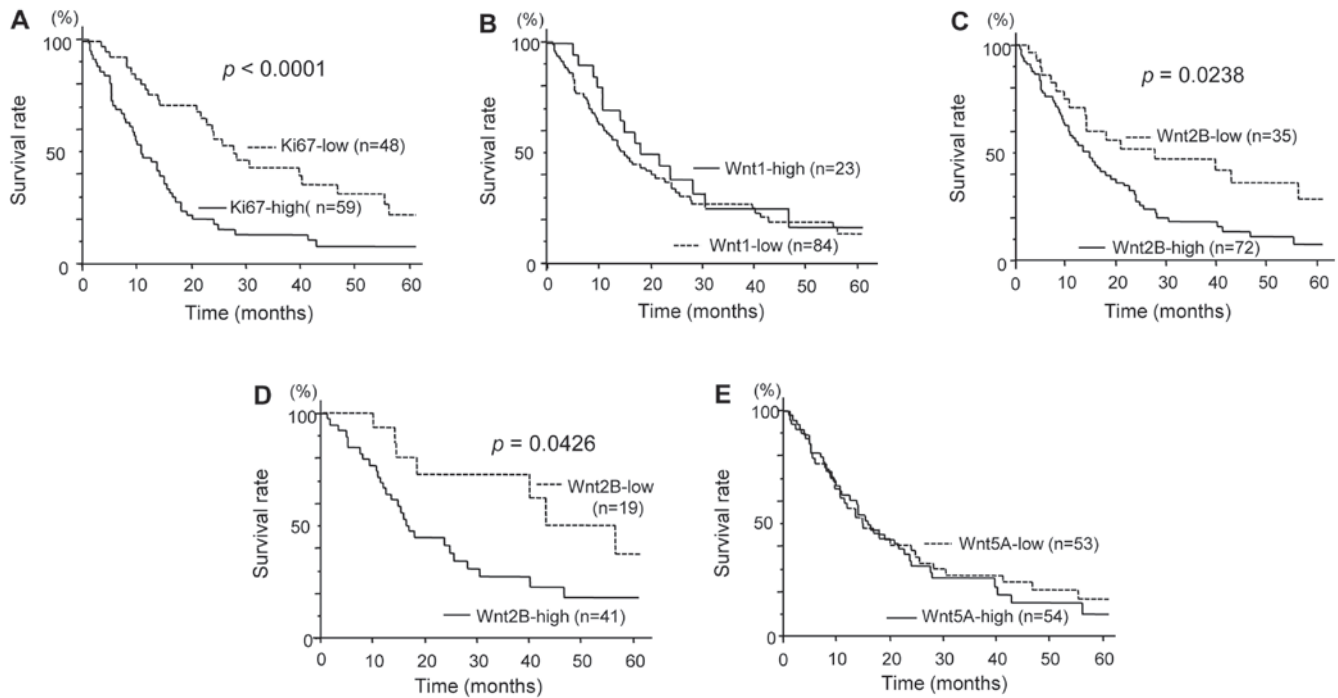 A
(%)
100
50
0
Survival rate
p < 0.0001
Ki67-low (n=48)
Ki67-high( n=59)
0 10 20 30 40 50 60
Time (months)
B
(%)
100
50
0
Survival rate
Wnt1-high (n=23)
Wnt1-low (n=84)
0 10 20 30 40 50 60
Time (months)
C
(%)
100
50
0
Survival rate
p = 0.0238
Wnt2B-low (n=35)
Wnt2B-high (n=72)
0 10 20 30 40 50 60
Time (months)
D
(%)
100
50
0
Survival rate
p = 0.0426
Wnt2B-low
(n=19)
Wnt2B-high (n=41)
0 10 20 30 40 50 60
Time (months)
E
(%)
100
50
0
Survival rate
Wnt5A-low (n=53)
Wnt5A-high (n=54)
0 10 20 30 40 50 60
Time (months)